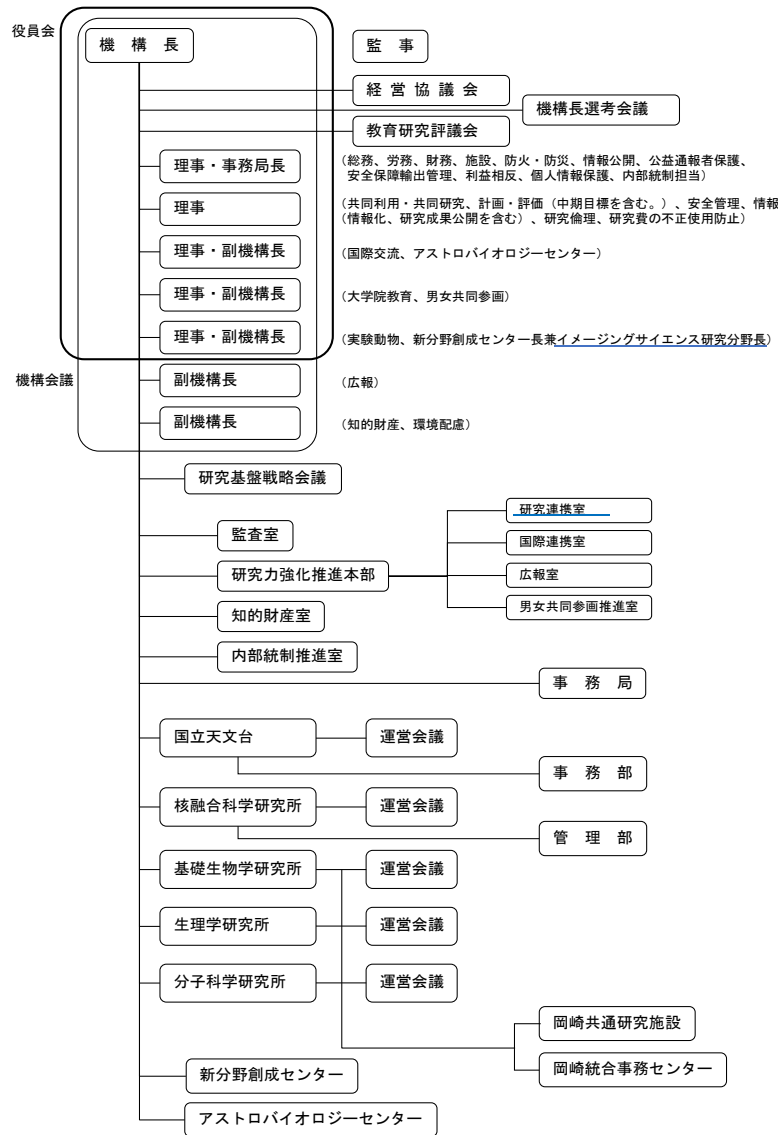 役員会
機 構 長
監 事
経 営 協 議 会
機構長選考会議
教育研究評議会
理事・事務局長
（総務、労務、財務、施設、防火・防災、情報公開、公益通報者保護、
安全保障輸出管理、利益相反、個人情報保護、内部統制担当）
理事
（共同利用・共同研究、計画・評価（中期目標を含む。）、安全管理、情報
（情報化、研究成果公開を含む）、研究倫理、研究費の不正使用防止）
理事・副機構長
（国際交流、アストロバイオロジーセンター）
理事・副機構長
（大学院教育、男女共同参画）
理事・副機構長
（実験動物、新分野創成センター長兼イメージングサイエンス研究分野長）
機構会議
副機構長
（広報）
副機構長
（知的財産、環境配慮）
研究基盤戦略会議
監査室
研究力強化推進本部
研究連携室
国際連携室
広報室
男女共同参画推進室
知的財産室
内部統制推進室
事 務 局
国立天文台
運営会議
事 務 部
核融合科学研究所
運営会議
管 理 部
基礎生物学研究所
運営会議
生理学研究所
運営会議
分子科学研究所
運営会議
岡崎共通研究施設
岡崎統合事務センター
新分野創成センター
アストロバイオロジーセンター